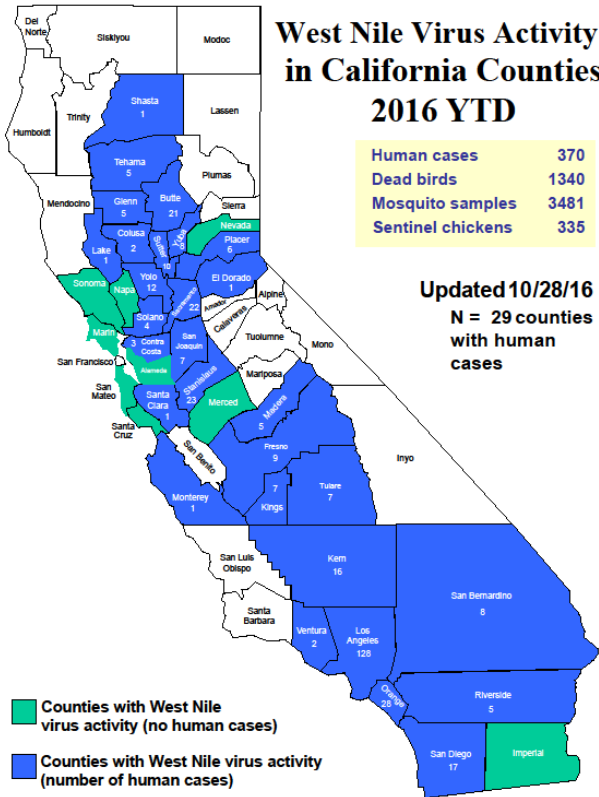 West Nile Virus Activity
in California Counties
2016 YTD
Human cases 370
Dead birds 1340
Mosquito samples 3481
Sentinel chickens 335
Updated 10/28/16
N = 29 counties
with human
cases
Del
Norte
Siskiyou
Modoc
Humboldt
Trinity
Shasta
1
Lassen
Tehama
5
Plumas
Mendocino
Glenn
5
Butte
21
Sierra
Colusa
2
Sutter
Yuba
Nevada
Placer
6
Lake
1
El Dorado
1
Sonoma
Napa
Yolo
12
Sacramento
22
Alpine
Amador
Solano
4
Calaveras
Marin
3
Contra
Costa
San
Joaquin
7
Tuolumne
Mono
San Francisco
Alameda
Stanislaus
23
Mariposa
San
Mateo
Santa
Clara
1
Merced
Madera
5
Santa
Cruz
San Benito
Fresno
9
Inyo
Monterey
1
7
Kings
Tulare
7
San Luis
Obispo
Kern
16
San Bernardino
8
Santa
Barbara
Ventura
2
Los
Angeles
128
Orange
28
Riverside
5
San Diego
17
Imperial
Counties with West Nile
virus activity (no human cases)
Counties with West Nile virus activity
(number of human cases)